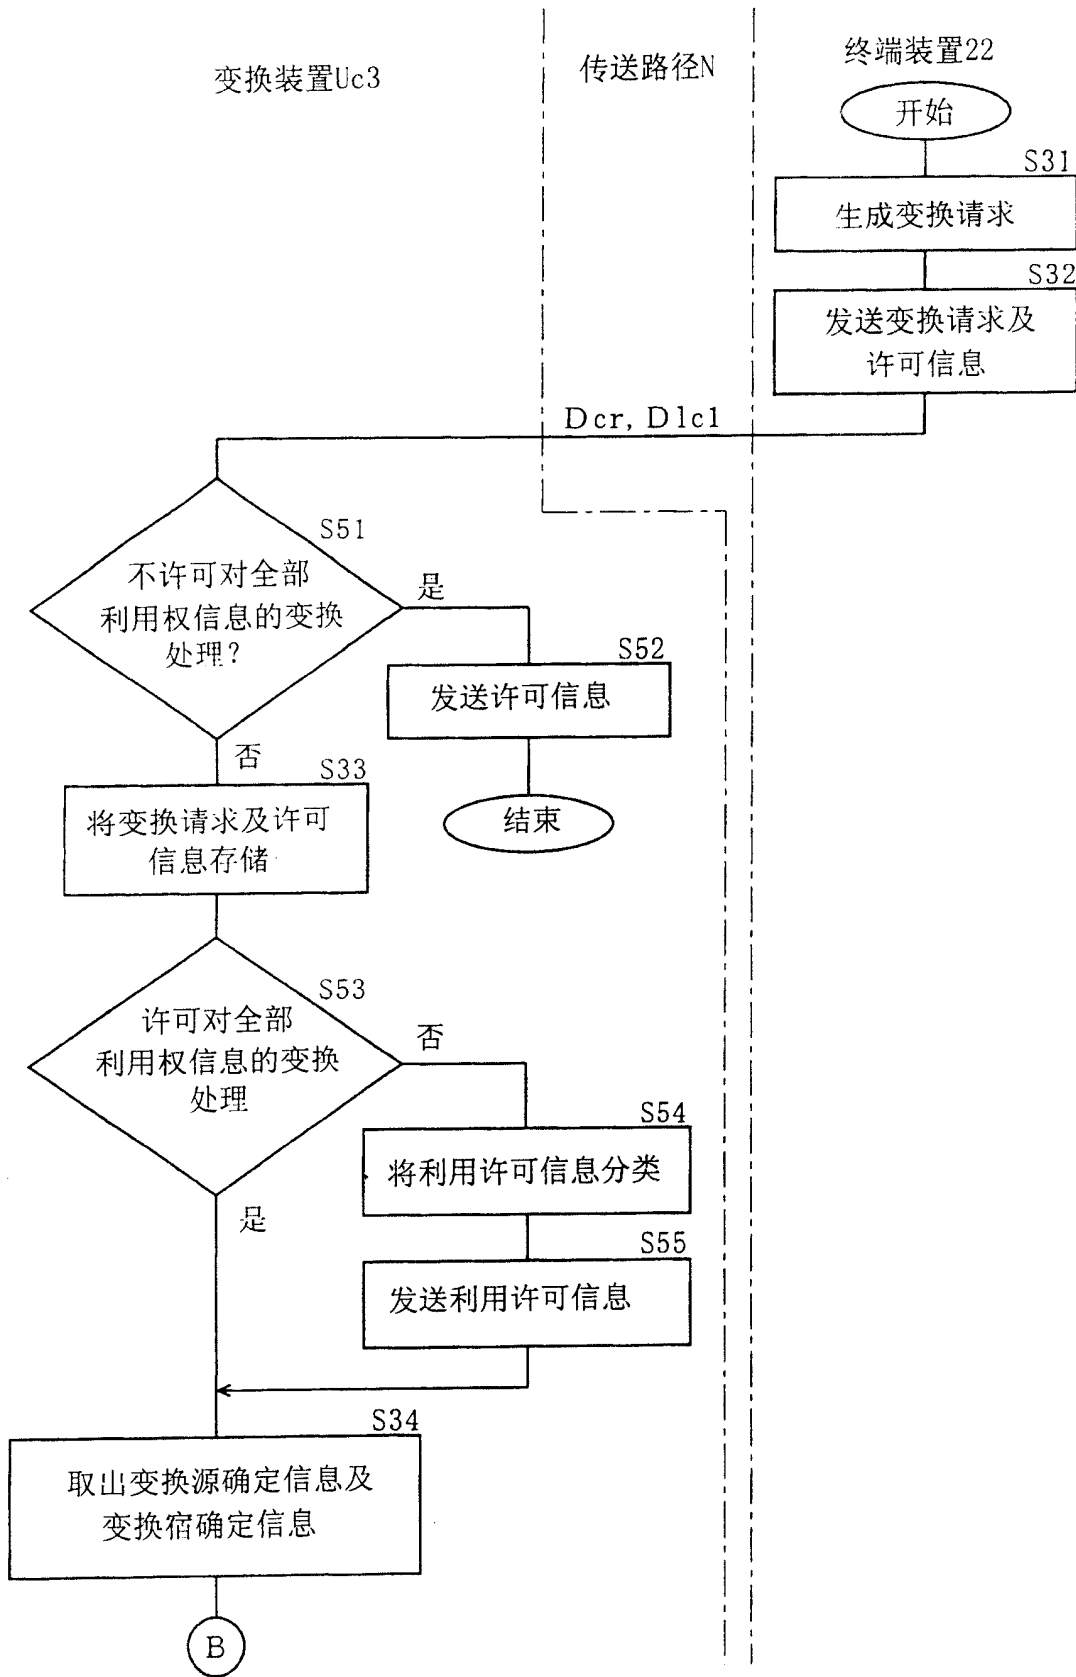 变换装置Uc3
传送路径N
终端装置22
开始
S31
生成变换请求
S32
发送变换请求及
许可信息
Dcr, Dlc1
S51
不许可对全部
利用权信息的变换
处理?
是
S52
发送许可信息
结束
否
S33
将变换请求及许可
信息存储
S53
许可对全部
利用权信息的变换
处理
否
S54
将利用许可信息分类
S55
发送利用许可信息
是
S34
取出变换源确定信息及
变换宿确定信息
B